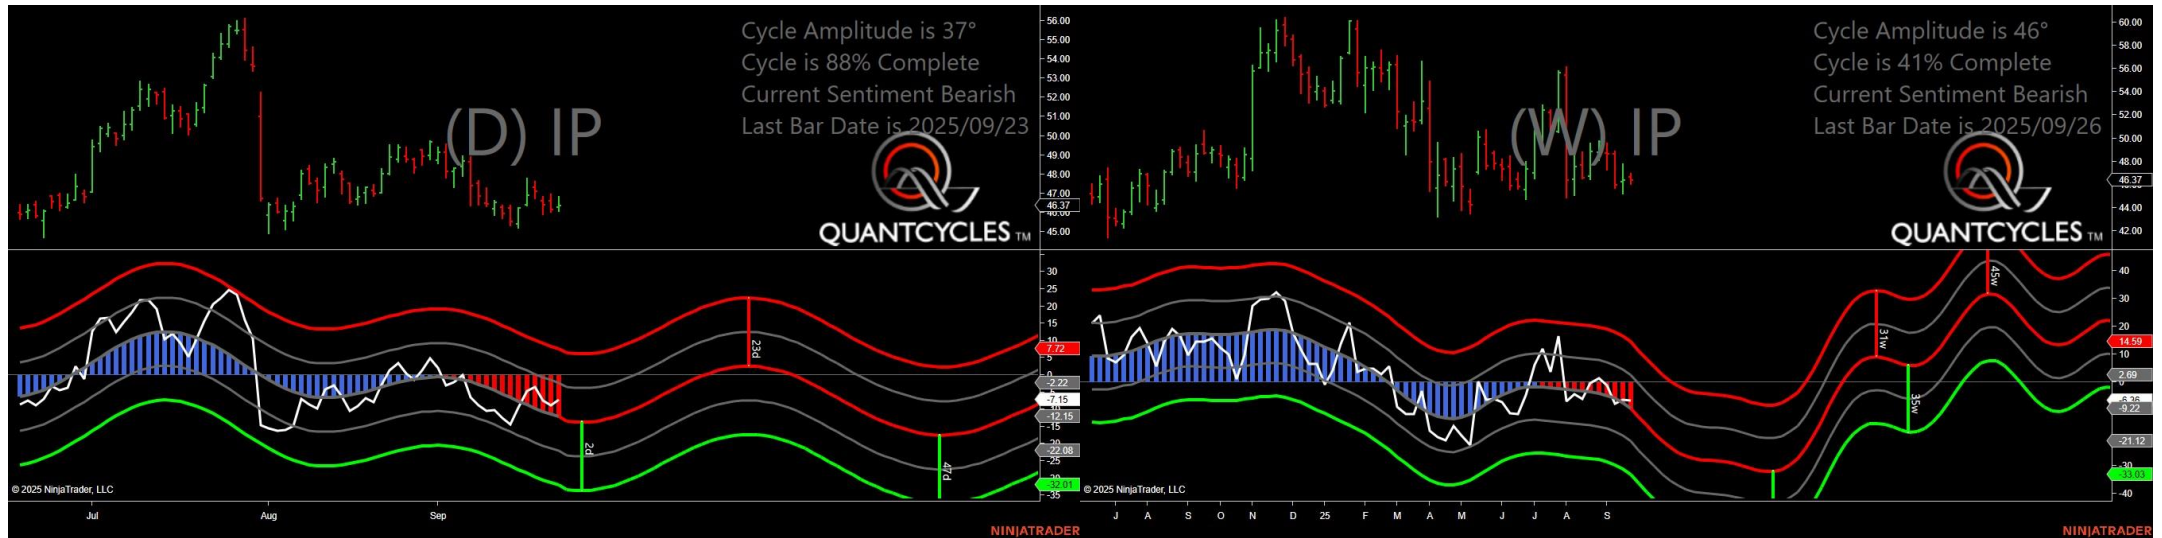 Cycle Amplitude is 37°
Cycle is 88% Complete
Current Sentiment Bearish
Last Bar Date is 2025/09/23
(D) IP
QUANTCYCLES TM
56.00
55.00
54.00
53.00
52.00
51.00
50.00
49.00
48.00
47.00
46.37
46.00
45.00
30
25
20
15
10
7.72
5
-2.22
-7.15
-12.15
-15
-22.08
-25
-32.01
-35
23d
2d
47d
© 2025 NinjaTrader, LLC
Jul
Aug
Sep
NINJATRADER
Cycle Amplitude is 46°
Cycle is 41% Complete
Current Sentiment Bearish
Last Bar Date is 2025/09/26
(W) IP
QUANTCYCLES TM
60.00
58.00
56.00
54.00
52.00
50.00
48.00
46.37
44.00
42.00
40
30
20
14.59
10
2.69
-6.36
-9.22
-21.12
-30
-33.03
-40
31w
45w
35w
© 2025 NinjaTrader, LLC
J A S O N D 25 F M A M J J A S
NINJATRADER